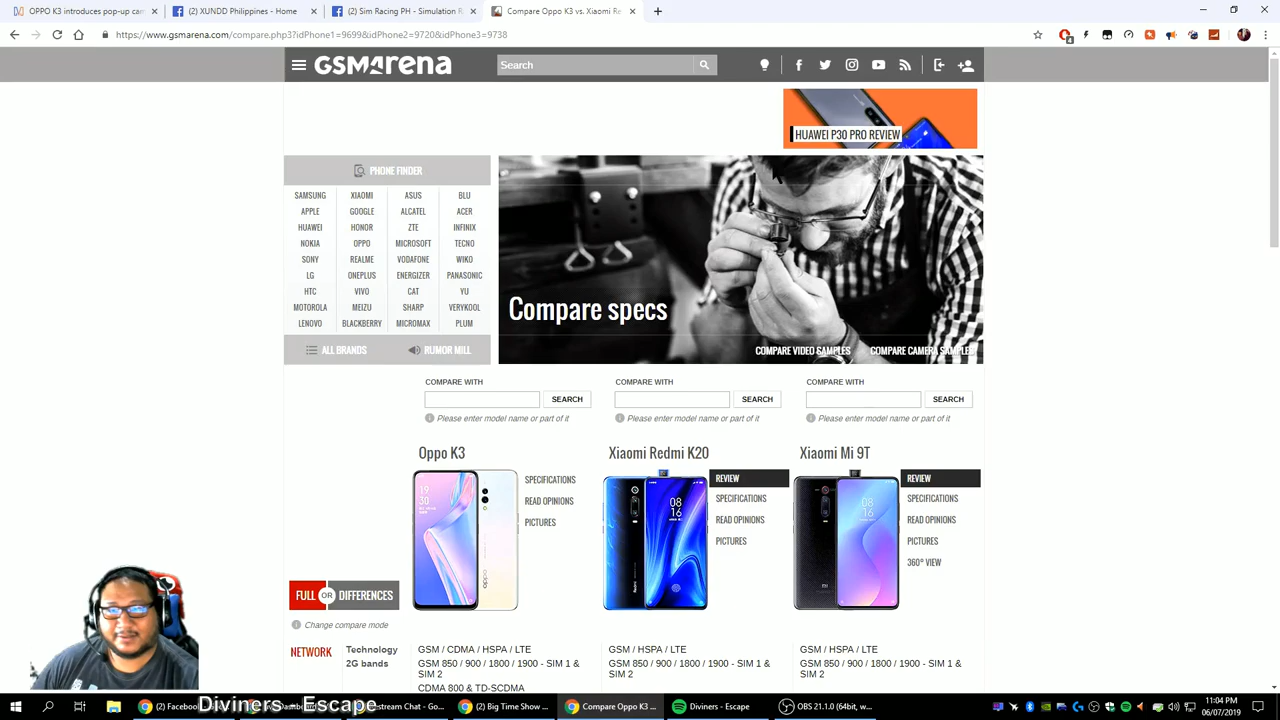 OPPO K3 introduces pop-up cam
(2) XUNDD Philippines - Home
(2) Sim Racing PH - Simulation R
Compare Oppo K3 vs. Xiaomi Re
https://www.gsmarena.com/compare.php3?idPhone1=9699&idPhone2=9720&idPhone3=9738
GSMARENA
Search
HUAWEI P30 PRO REVIEW
PHONE FINDER
SAMSUNG XIAOMI ASUS BLU
APPLE GOOGLE ALCATEL ACER
HUAWEI HONOR ZTE INFINIX
NOKIA OPPO MICROSOFT TECNO
SONY REALME VODAFONE WIKO
LG ONEPLUS ENERGIZER PANASONIC
HTC VIVO CAT YU
MOTOROLA MEIZU SHARP VERYKOOL
LENOVO BLACKBERRY MICROMAX PLUM
ALL BRANDS RUMOR MILL
Compare specs
COMPARE VIDEO SAMPLES COMPARE CAMERA SAMPLES
COMPARE WITH COMPARE WITH COMPARE WITH
SEARCH SEARCH SEARCH
Please enter model name or part of it Please enter model name or part of it Please enter model name or part of it
Oppo K3 Xiaomi Redmi K20 Xiaomi Mi 9T
SPECIFICATIONS
READ OPINIONS
PICTURES
REVIEW
SPECIFICATIONS
READ OPINIONS
PICTURES
REVIEW
SPECIFICATIONS
READ OPINIONS
PICTURES
360° VIEW
FULL OR DIFFERENCES
Change compare mode
NETWORK Technology GSM / CDMA / HSPA / LTE GSM / HSPA / LTE GSM / HSPA / LTE
2G bands GSM 850 / 900 / 1800 / 1900 - SIM 1 & SIM 2 GSM 850 / 900 / 1800 / 1900 - SIM 1 & SIM 2 GSM 850 / 900 / 1800 / 1900 - SIM 1 & SIM 2
CDMA 800 & TD-SCDMA
Diviners - Escape
(2) Facebook
estream Chat - Go...
(2) Big Time Show ...
Compare Oppo K3 ...
Diviners - Escape
OBS 21.1.0 (64bit, w...
11:04 PM
06/07/2019